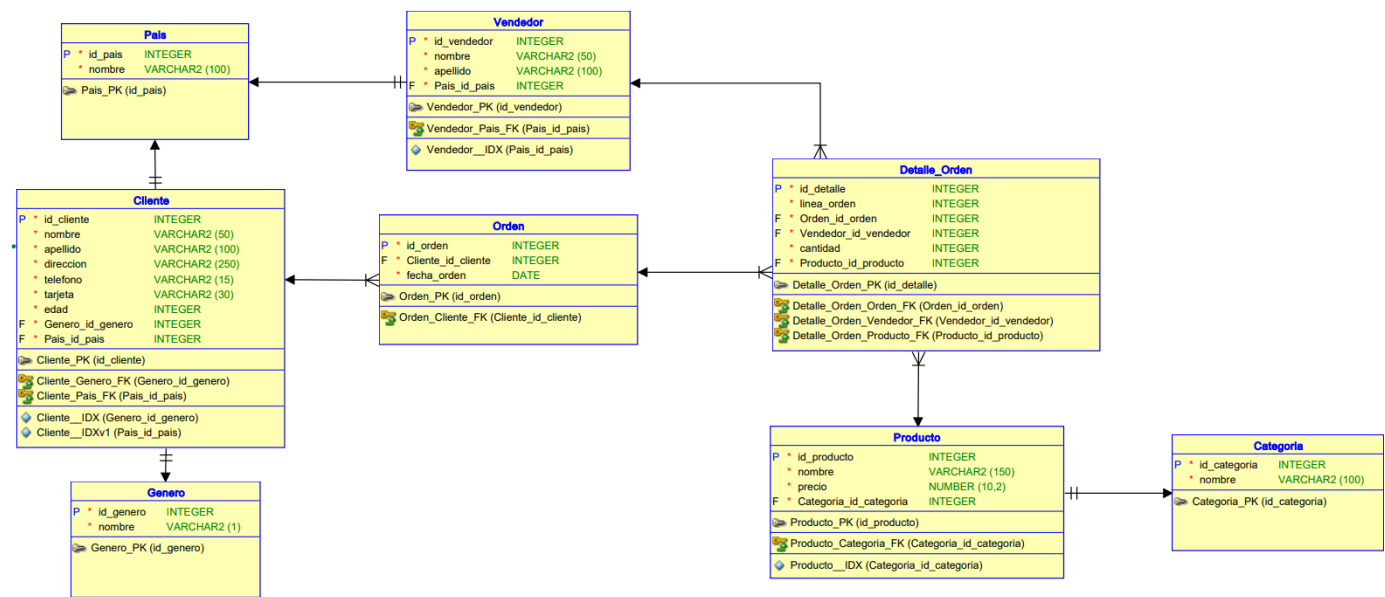 Pais
P * id_pais INTEGER
* nombre VARCHAR2 (100)
Pais_PK (id_pais)
Vendedor
P * id_vendedor INTEGER
* nombre VARCHAR2 (50)
* apellido VARCHAR2 (100)
F * Pais_id_pais INTEGER
Vendedor_PK (id_vendedor)
Vendedor_Pais_FK (Pais_id_pais)
Vendedor__IDX (Pais_id_pais)
Cliente
P * id_cliente INTEGER
* nombre VARCHAR2 (50)
* apellido VARCHAR2 (100)
* direccion VARCHAR2 (250)
* telefono VARCHAR2 (15)
* tarjeta VARCHAR2 (30)
* edad INTEGER
F * Genero_id_genero INTEGER
F * Pais_id_pais INTEGER
Cliente_PK (id_cliente)
Cliente_Genero_FK (Genero_id_genero)
Cliente_Pais_FK (Pais_id_pais)
Cliente__IDX (Genero_id_genero)
Cliente__IDXv1 (Pais_id_pais)
Orden
P * id_orden INTEGER
F * Cliente_id_cliente INTEGER
* fecha_orden DATE
Orden_PK (id_orden)
Orden_Cliente_FK (Cliente_id_cliente)
Detalle_Orden
P * id_detalle INTEGER
* linea_orden INTEGER
F * Orden_id_orden INTEGER
F * Vendedor_id_vendedor INTEGER
* cantidad INTEGER
F * Producto_id_producto INTEGER
Detalle_Orden_PK (id_detalle)
Detalle_Orden_Orden_FK (Orden_id_orden)
Detalle_Orden_Vendedor_FK (Vendedor_id_vendedor)
Detalle_Orden_Producto_FK (Producto_id_producto)
Genero
P * id_genero INTEGER
* nombre VARCHAR2 (1)
Genero_PK (id_genero)
Producto
P * id_producto INTEGER
* nombre VARCHAR2 (150)
* precio NUMBER (10,2)
F * Categoria_id_categoria INTEGER
Producto_PK (id_producto)
Producto_Categoria_FK (Categoria_id_categoria)
Producto__IDX (Categoria_id_categoria)
Categoria
P * id_categoria INTEGER
* nombre VARCHAR2 (100)
Categoria_PK (id_categoria)